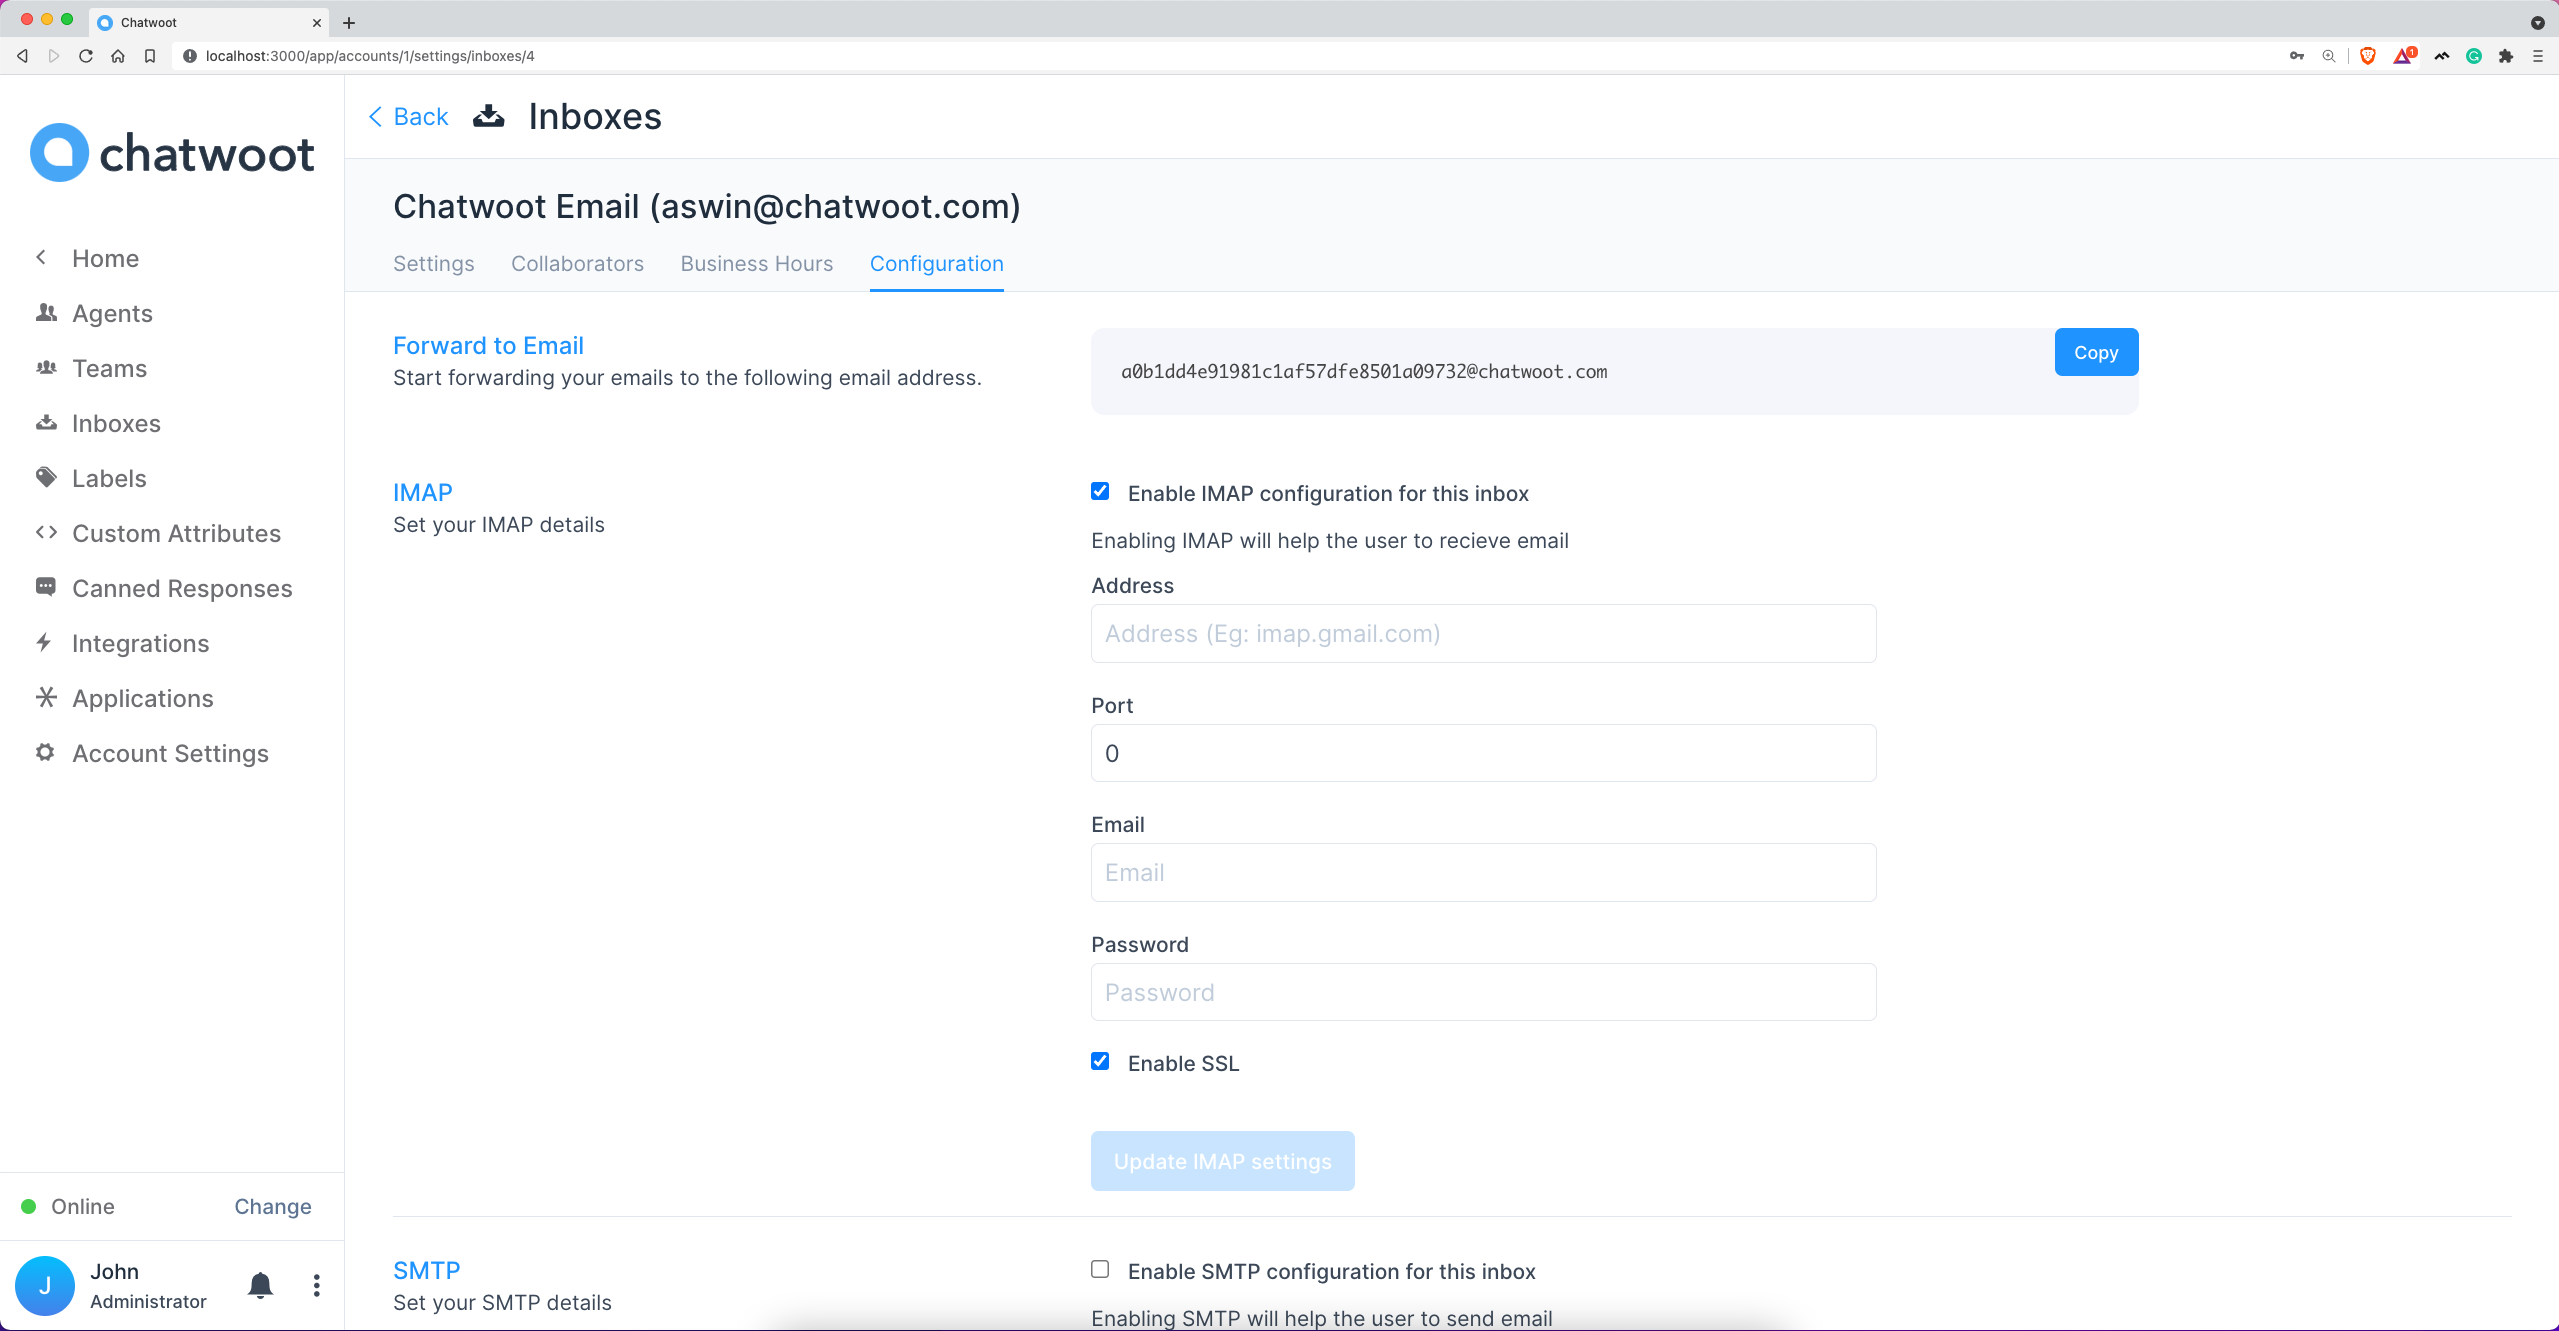 Chatwoot
localhost:3000/app/accounts/1/settings/inboxes/4
1
chatwoot
Home
Agents
Teams
Inboxes
Labels
Custom Attributes
Canned Responses
Integrations
Applications
Account Settings
Online
Change
J
John
Administrator
Back
Inboxes
Chatwoot Email (aswin@chatwoot.com)
Settings
Collaborators
Business Hours
Configuration
Forward to Email
Start forwarding your emails to the following email address.
a0b1dd4e91981c1af57dfe8501a09732@chatwoot.com
Copy
IMAP
Set your IMAP details
Enable IMAP configuration for this inbox
Enabling IMAP will help the user to recieve email
Address
Address (Eg: imap.gmail.com)
Port
0
Email
Email
Password
Password
Enable SSL
Update IMAP settings
SMTP
Set your SMTP details
Enable SMTP configuration for this inbox
Enabling SMTP will help the user to send email